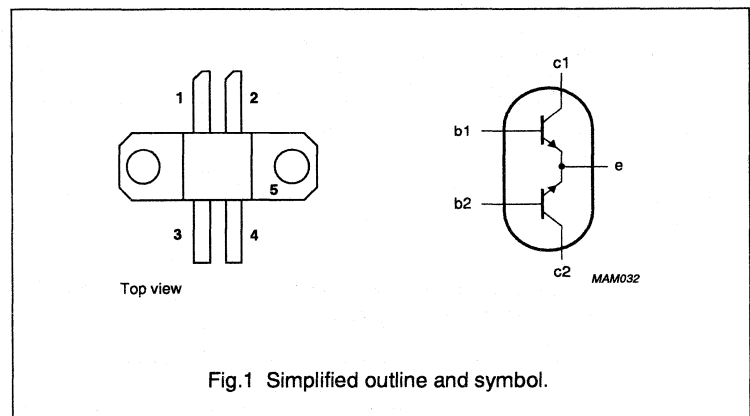 1
2
5
3
4
Top view
c1
b1
e
b2
c2
MAM032
Fig.1 Simplified outline and symbol.